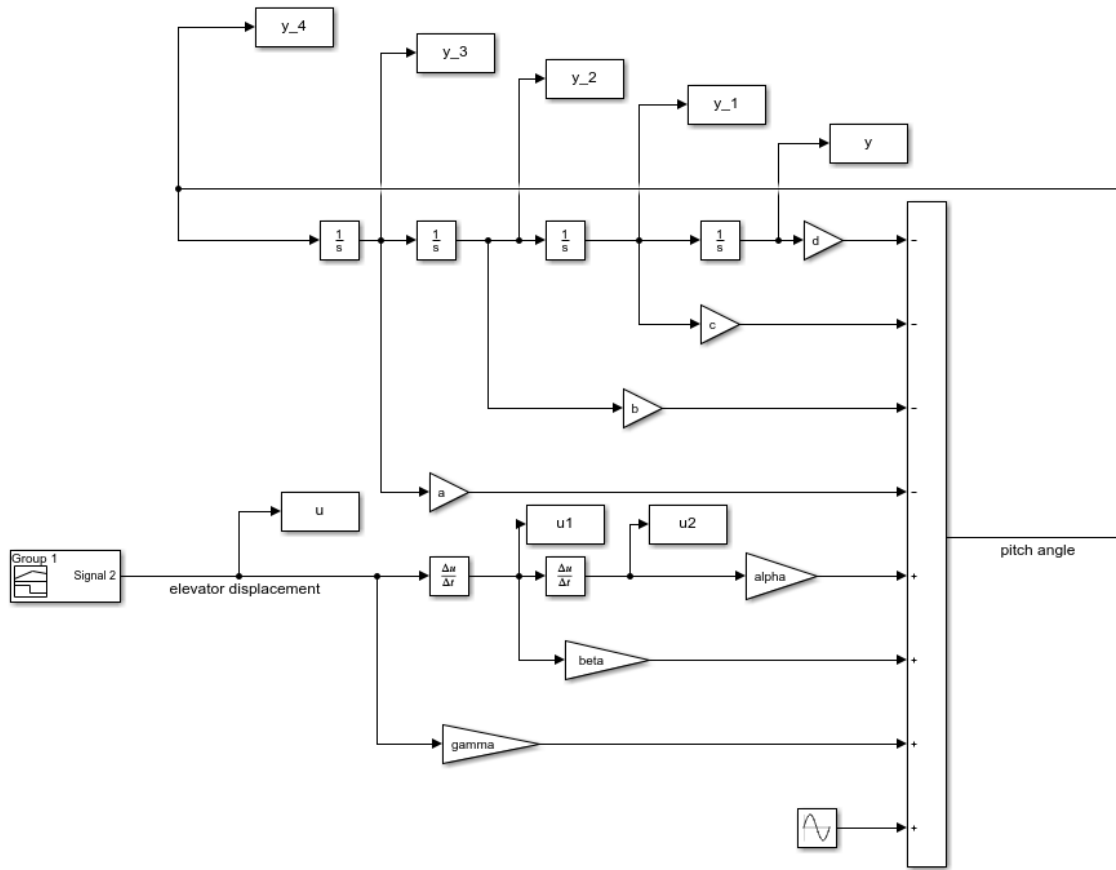 y_4
y_3
y_2
y_1
y
1
s
1
s
1
s
1
s
d
−
c
−
b
−
a
−
u
u1
u2
Group 1
Signal 2
elevator displacement
Δu
Δt
Δu
Δt
alpha
+
pitch angle
beta
+
gamma
+
+